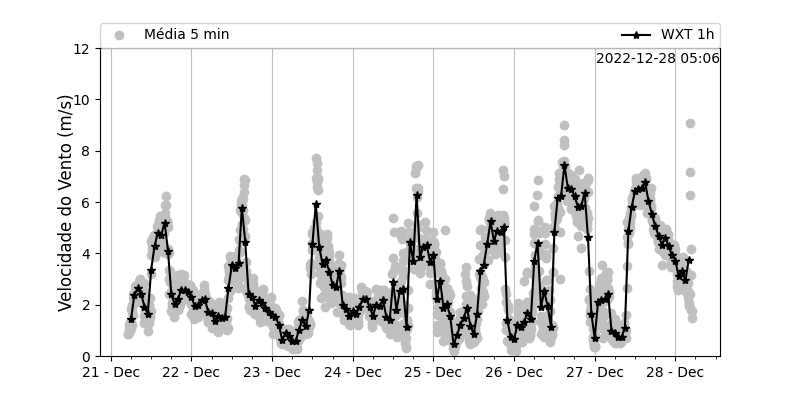 Média 5 min
WXT 1h
2022-12-28 05:06
Velocidade do Vento (m/s)
12
10
8
6
4
2
0
21 - Dec
22 - Dec
23 - Dec
24 - Dec
25 - Dec
26 - Dec
27 - Dec
28 - Dec